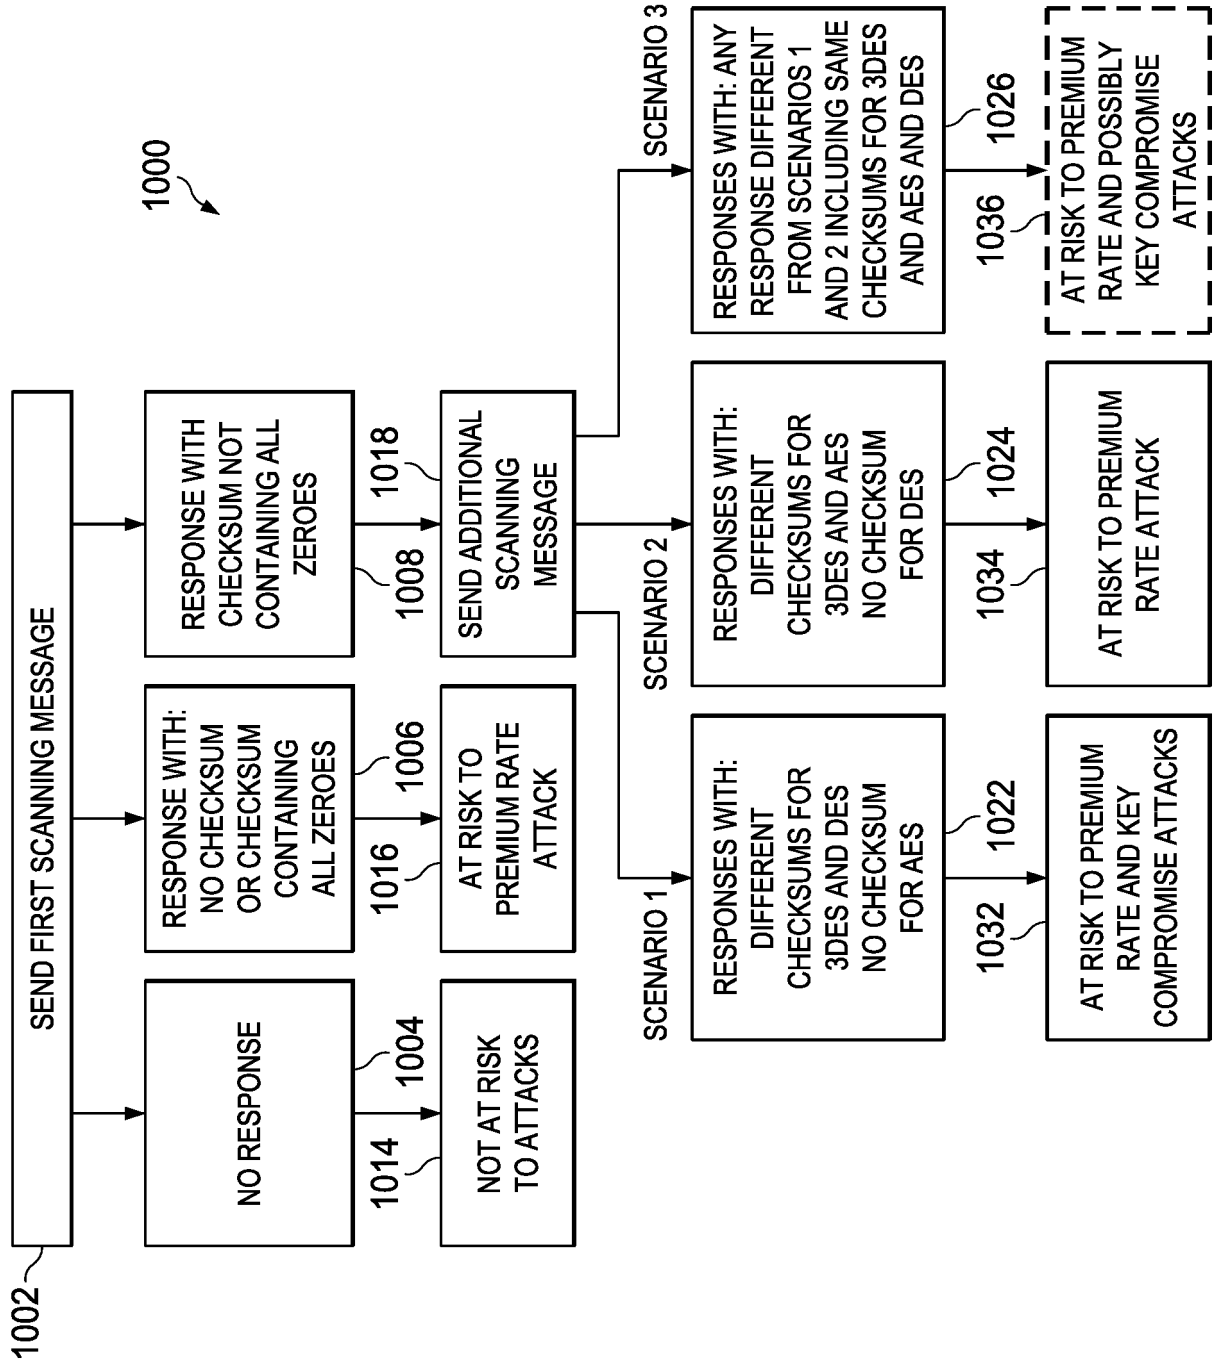 1000
1002
SEND FIRST SCANNING MESSAGE
NO RESPONSE
1004
1014
NOT AT RISK
TO ATTACKS
RESPONSE WITH:
NO CHECKSUM
OR CHECKSUM
CONTAINING
ALL ZEROES
1006
1016
AT RISK TO
PREMIUM RATE
ATTACK
RESPONSE WITH
CHECKSUM NOT
CONTAINING ALL
ZEROES
1008
1018
SEND ADDITIONAL
SCANNING
MESSAGE
SCENARIO 1
RESPONSES WITH:
DIFFERENT
CHECKSUMS FOR
3DES AND DES
NO CHECKSUM
FOR AES
1022
1032
AT RISK TO PREMIUM
RATE AND KEY
COMPROMISE ATTACKS
SCENARIO 2
RESPONSES WITH:
DIFFERENT
CHECKSUMS FOR
3DES AND AES
NO CHECKSUM
FOR DES
1024
1034
AT RISK TO PREMIUM
RATE ATTACK
SCENARIO 3
RESPONSES WITH: ANY
RESPONSE DIFFERENT
FROM SCENARIOS 1
AND 2 INCLUDING SAME
CHECKSUMS FOR 3DES
AND AES AND DES
1026
1036
AT RISK TO PREMIUM
RATE AND POSSIBLY
KEY COMPROMISE
ATTACKS